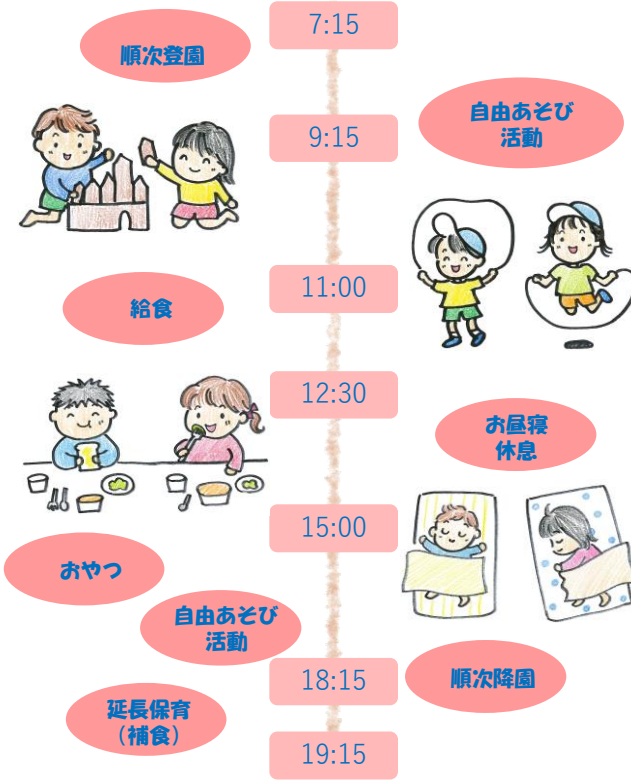 7:15
順次登園
自由あそび
活動
9:15
11:00
給食
12:30
お昼寝
休息
15:00
おやつ
自由あそび
活動
18:15
順次降園
延長保育
（補食）
19:15